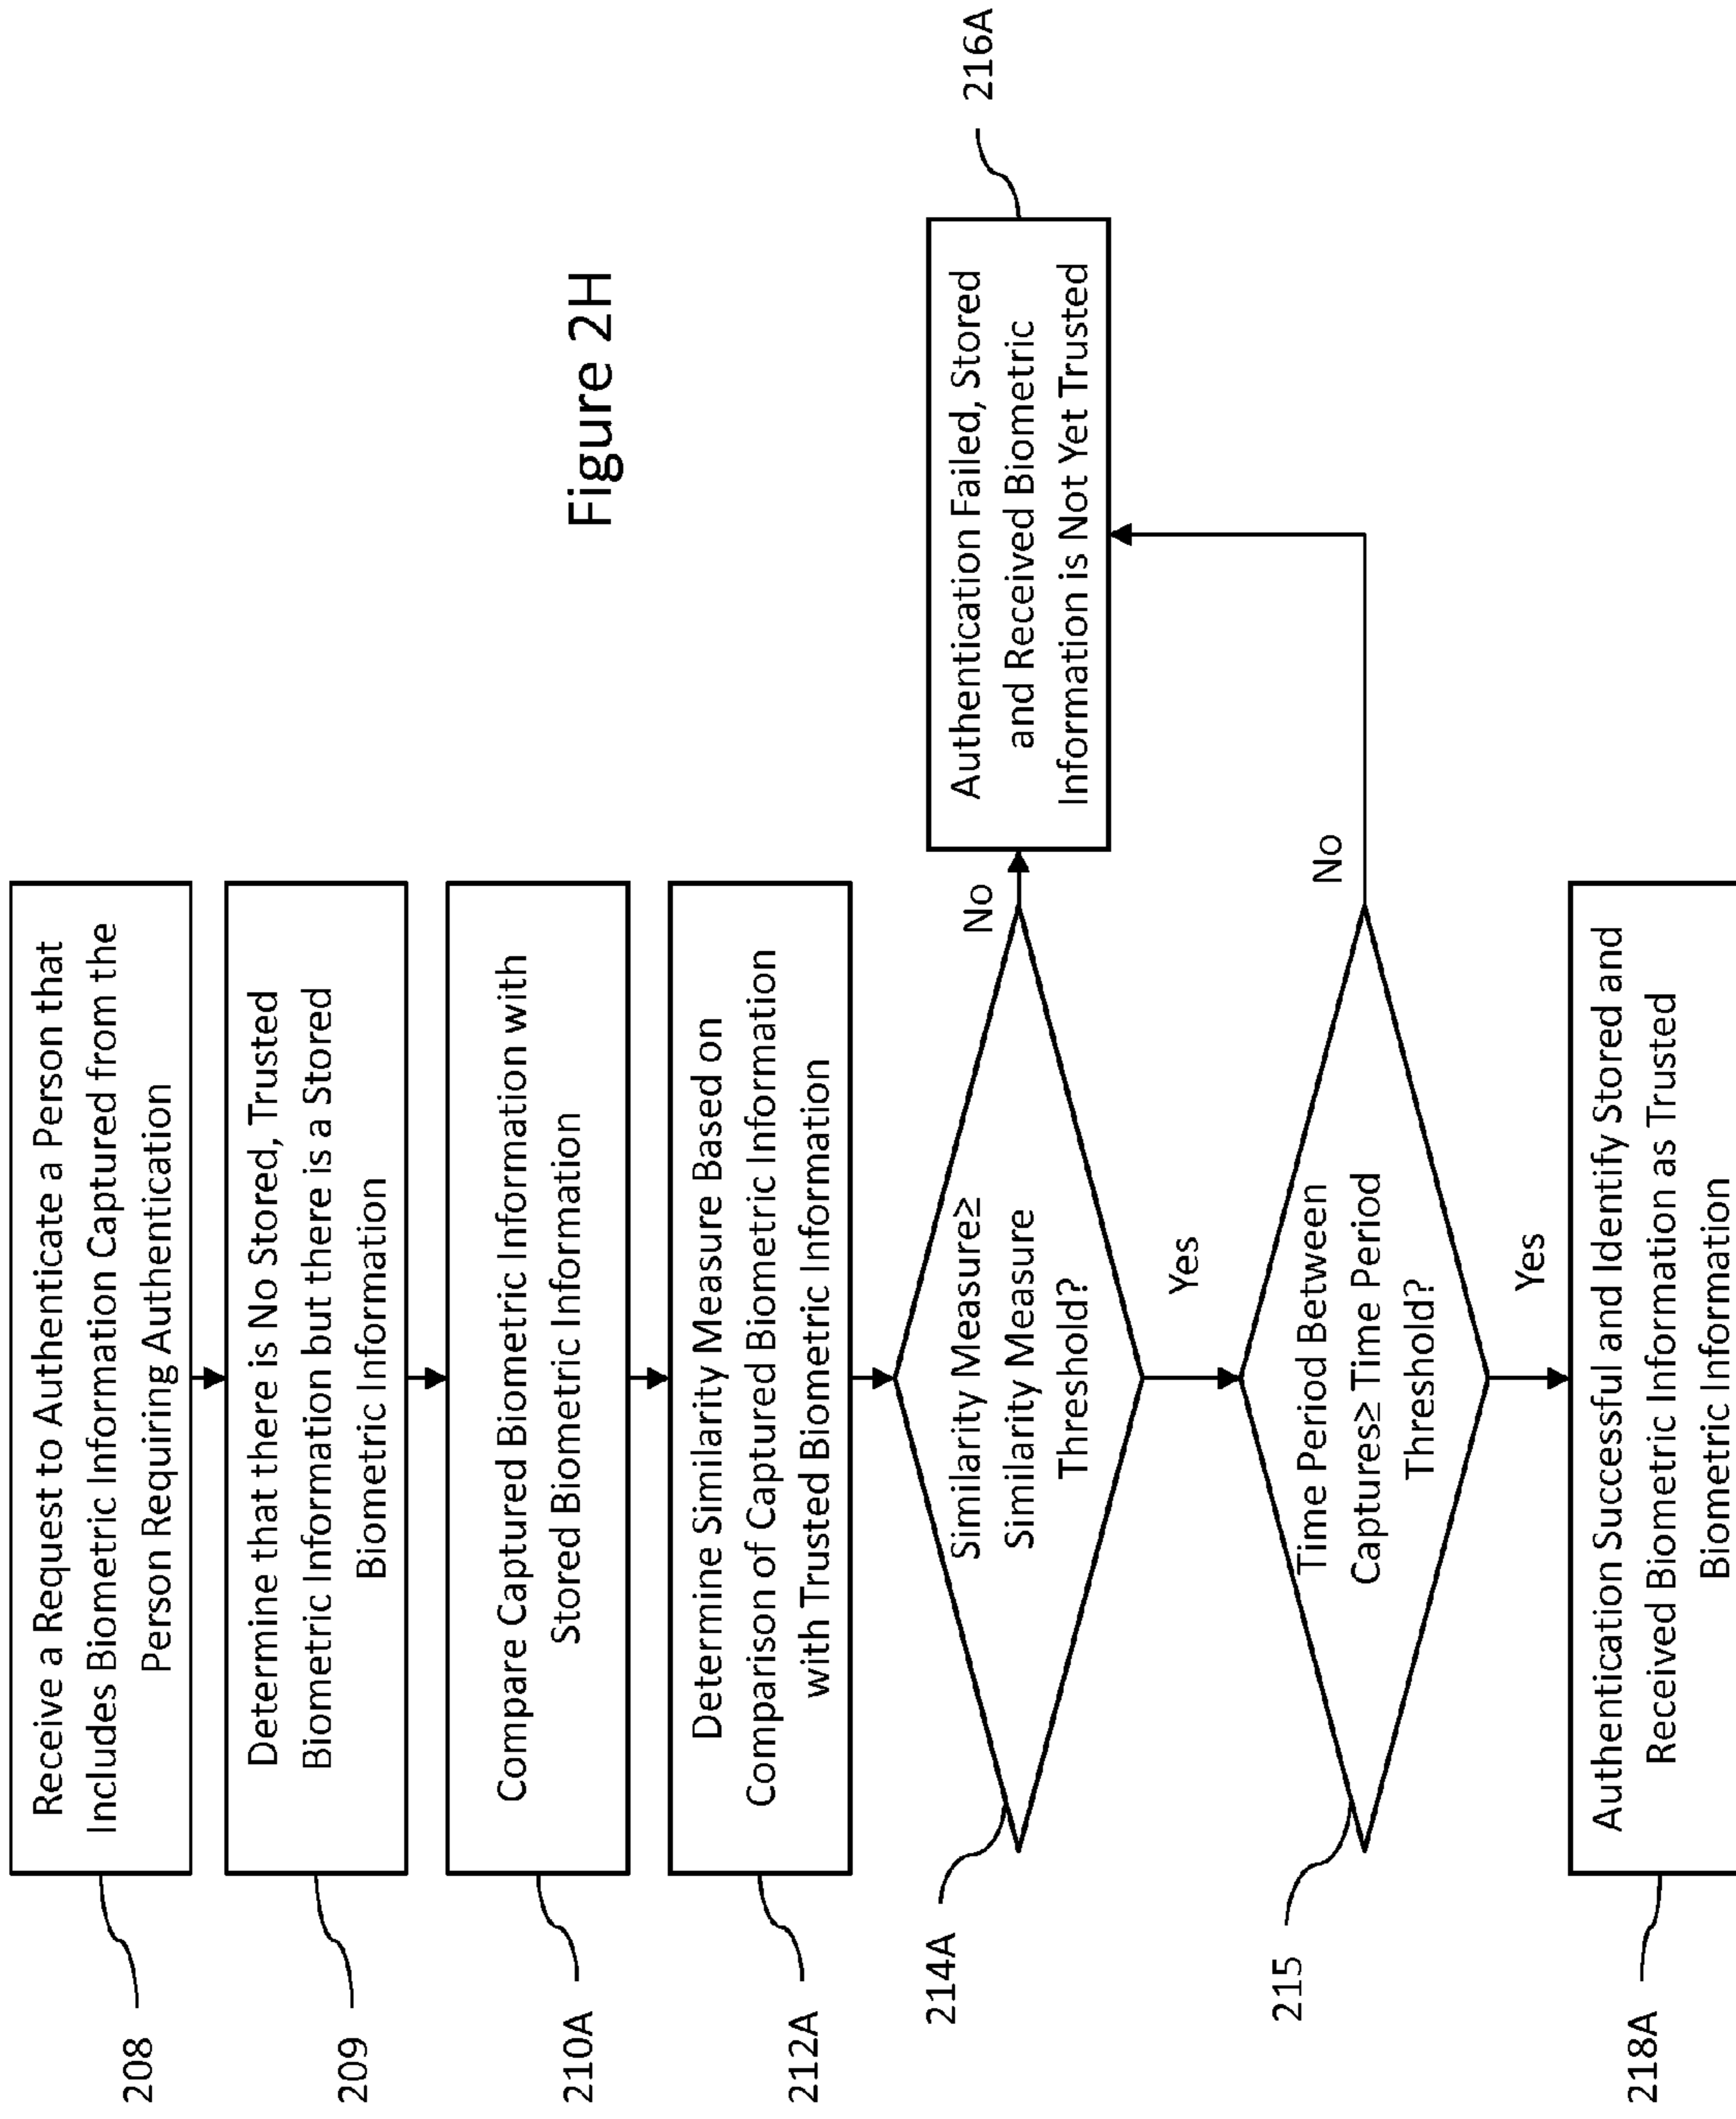 208
Receive a Request to Authenticate a Person that
Includes Biometric Information Captured from the
Person Requiring Authentication
209
Determine that there is No Stored, Trusted
Biometric Information but there is a Stored
Biometric Information
210A
Compare Captured Biometric Information with
Stored Biometric Information
212A
Determine Similarity Measure Based on
Comparison of Captured Biometric Information
with Trusted Biometric Information
214A
Similarity Measure≥
Similarity Measure
Threshold?
No
Yes
216A
Authentication Failed, Stored
and Received Biometric
Information is Not Yet Trusted
215
Time Period Between
Captures≥ Time Period
Threshold?
No
Yes
218A
Authentication Successful and Identify Stored and
Received Biometric Information as Trusted
Biometric Information
Figure 2H